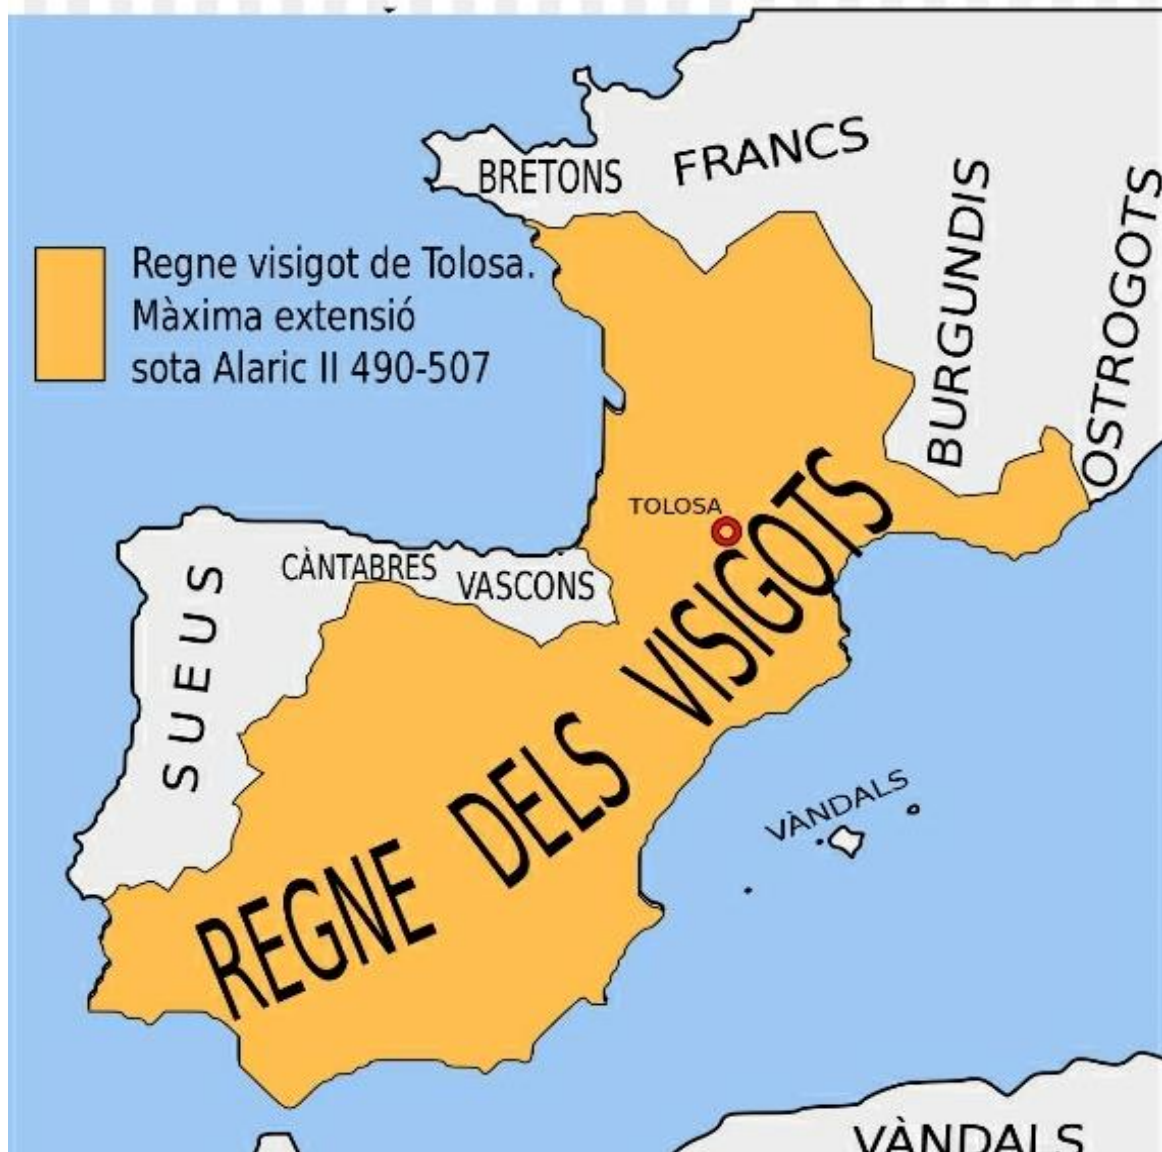 FRANCS
BRETONS
BURGUNDIS
OSTROGOTS
Regne visigot de Tolosa.
Màxima extensió
sota Alaric II 490-507
TOLOSA
CÀNTABRES
VASCONS
SUEUS
REGNE DELS VISIGOTS
VÀNDALS
VÀNDALS